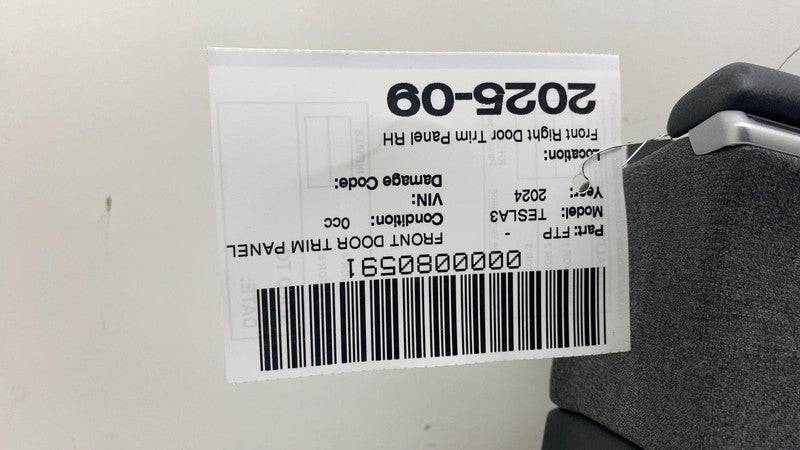 0000080591
Part: FTP - FRONT DOOR TRIM PANEL
Model: TESLA3 Condition: 0cc
Year: 2024 VIN:
Damage Code:
Location:
Front Right Door Trim Panel RH
2025-09